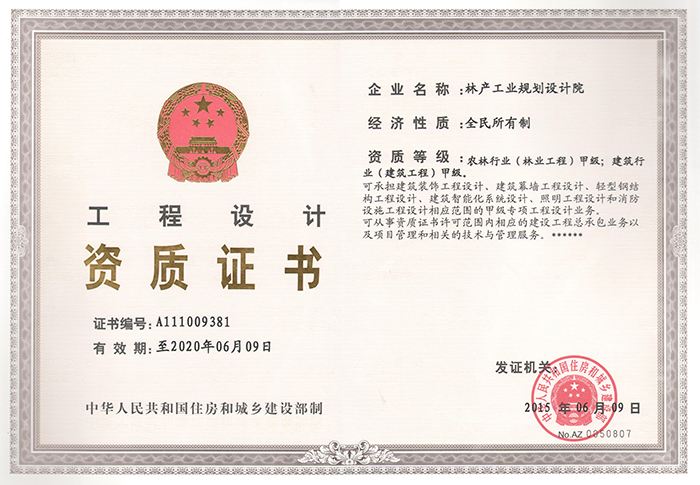 工程设计
资质证书
证书编号：A111009381
有效期：至2020年06月09日
中华人民共和国住房和城乡建设部制
企业名称：林产工业规划设计院
经济性质：全民所有制
资质等级：农林行业（林业工程）甲级；建筑行
业（建筑工程）甲级。
可承担建筑装饰工程设计、建筑幕墙工程设计、轻型钢结
构工程设计、建筑智能化系统设计、照明工程设计和消防
设施工程设计相应范围的甲级专项工程设计业务。
可从事资质证书许可范围内相应的建设工程总承包业务以
及项目管理和相关的技术与管理服务。******
发证机关：
中华人民共和国住房和城乡建设部
2015年06月09日
No.AZ 0050807